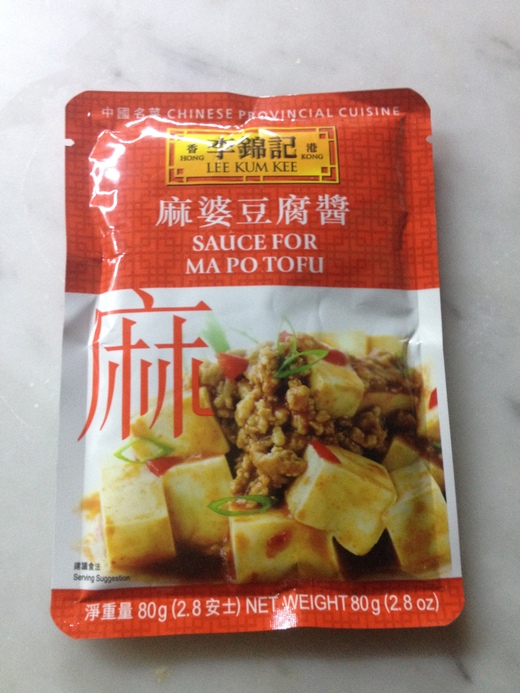 中國名菜 CHINESE PROVINCIAL CUISINE
香 李錦記 港
HONG LEE KUM KEE KONG
麻婆豆腐醬
SAUCE FOR
MA PO TOFU
麻
建議食法
Serving Suggestion
淨重量 80g (2.8 安士) NET WEIGHT 80g (2.8 oz)